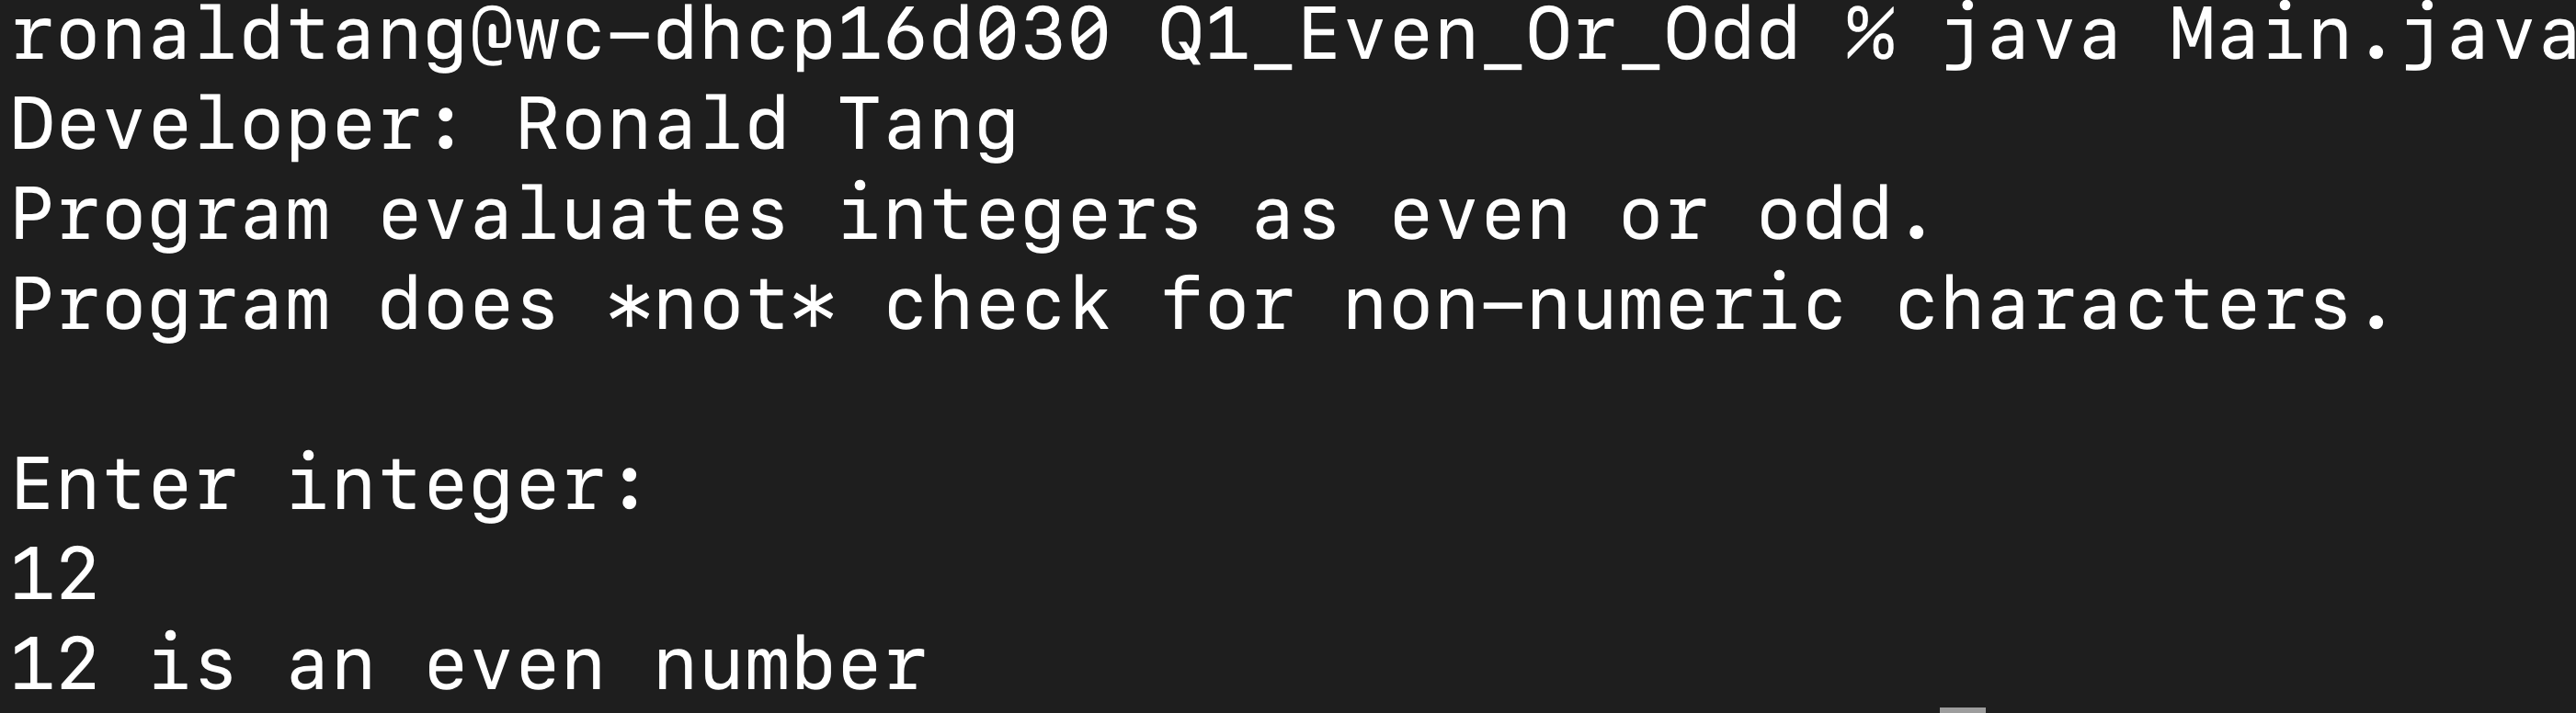 ronaldtang@wc-dhcp16d030 Q1_Even_Or_Odd % java Main.java
Developer: Ronald Tang
Program evaluates integers as even or odd.
Program does *not* check for non-numeric characters.
Enter integer:
12
12 is an even number